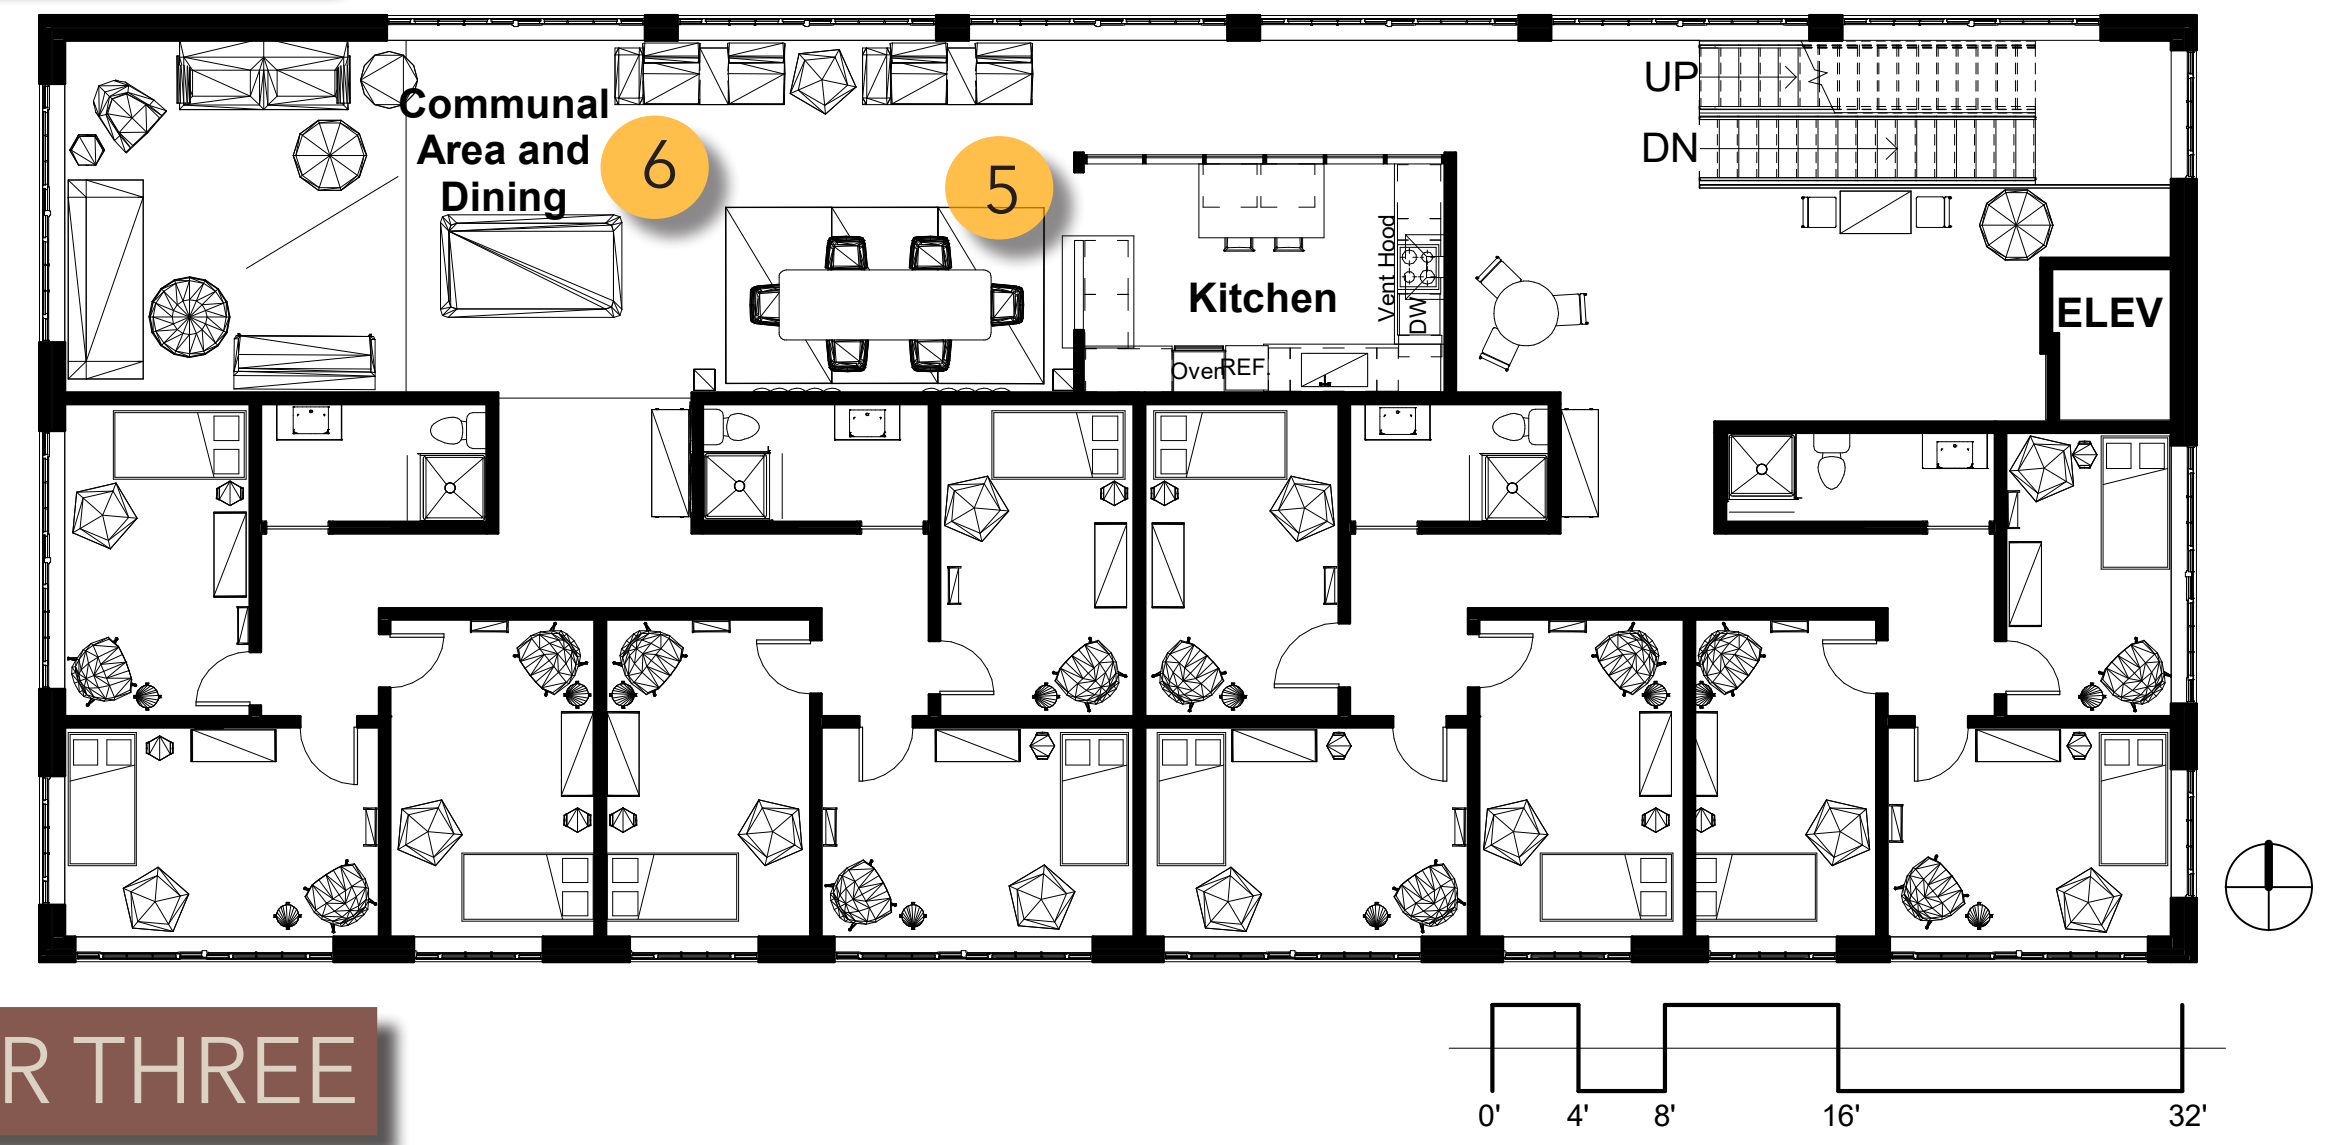 UP
DN
Communal
Area and
Dining
6
5
Kitchen
Vent Hood
DW
Oven
REF.
ELEV
R THREE
0'
4'
8'
16'
32'